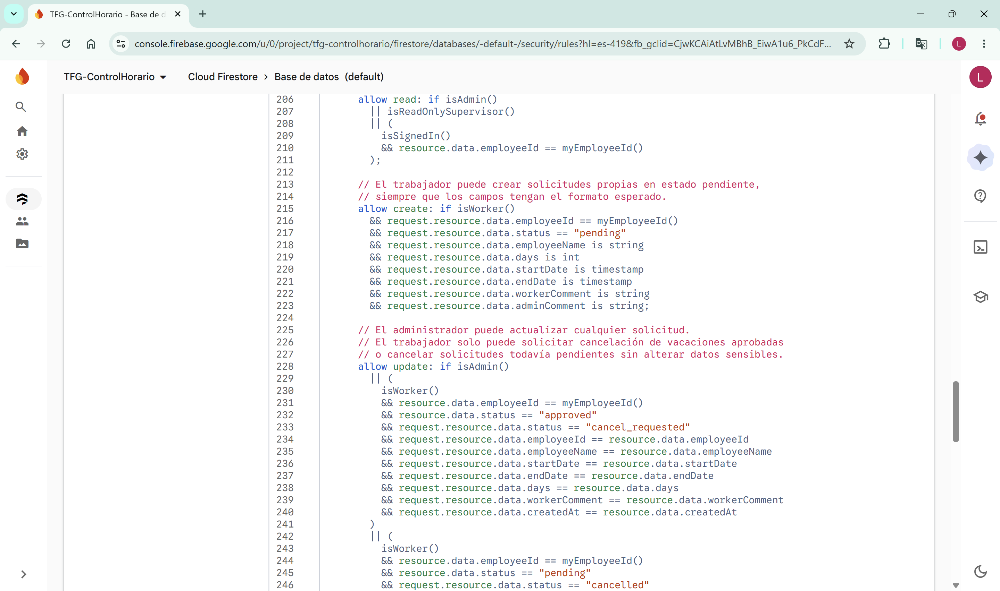 TFG-ControlHorario - Base de d
console.firebase.google.com/u/0/project/tfg-controlhorario/firestore/databases/-default-/security/rules?hl=es-419&fb_gclid=CjwKCAiAtLvMBhB_EiwA1u6_PkCdF...
L
TFG-ControlHorario
Cloud Firestore > Base de datos (default)
L
206 allow read: if isAdmin()
207 || isReadOnlySupervisor()
208 || (
209 isSignedIn()
210 && resource.data.employeeId == myEmployeeId()
211 );
212
213 // El trabajador puede crear solicitudes propias en estado pendiente,
214 // siempre que los campos tengan el formato esperado.
215 allow create: if isWorker()
216 && request.resource.data.employeeId == myEmployeeId()
217 && request.resource.data.status == "pending"
218 && request.resource.data.employeeName is string
219 && request.resource.data.days is int
220 && request.resource.data.startDate is timestamp
221 && request.resource.data.endDate is timestamp
222 && request.resource.data.workerComment is string
223 && request.resource.data.adminComment is string;
224
225 // El administrador puede actualizar cualquier solicitud.
226 // El trabajador solo puede solicitar cancelación de vacaciones aprobadas
227 // o cancelar solicitudes todavía pendientes sin alterar datos sensibles.
228 allow update: if isAdmin()
229 || (
230 isWorker()
231 && resource.data.employeeId == myEmployeeId()
232 && resource.data.status == "approved"
233 && request.resource.data.status == "cancel_requested"
234 && request.resource.data.employeeId == resource.data.employeeId
235 && request.resource.data.employeeName == resource.data.employeeName
236 && request.resource.data.startDate == resource.data.startDate
237 && request.resource.data.endDate == resource.data.endDate
238 && request.resource.data.days == resource.data.days
239 && request.resource.data.workerComment == resource.data.workerComment
240 && request.resource.data.createdAt == resource.data.createdAt
241 )
242 || (
243 isWorker()
244 && resource.data.employeeId == myEmployeeId()
245 && resource.data.status == "pending"
246 && request.resource.data.status == "cancelled"